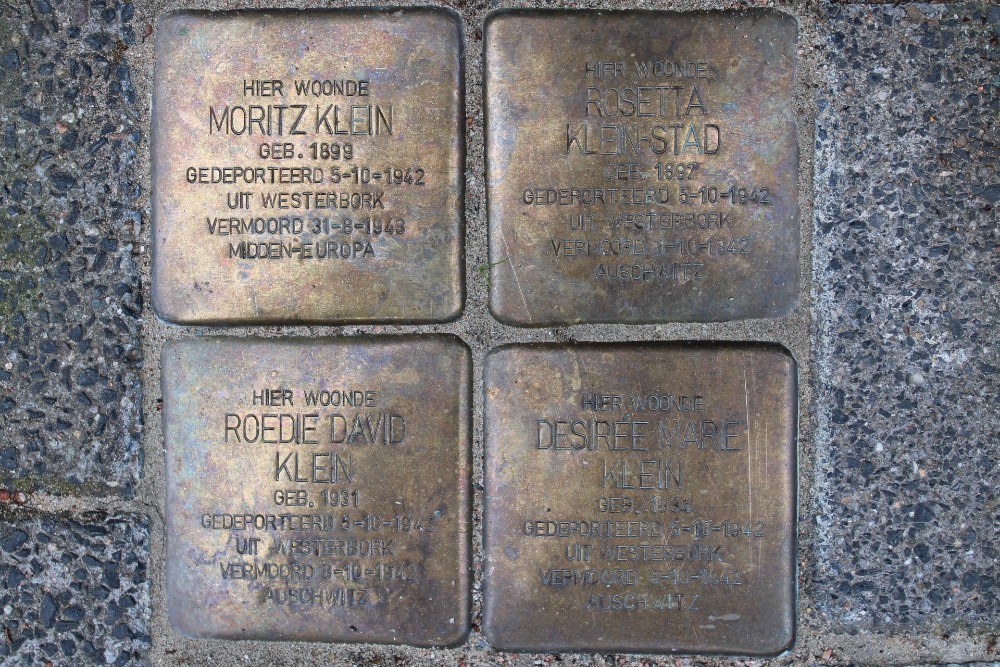 HIER WOONDE
MORITZ KLEIN
GEB. 1899
GEDEPORTEERD 5-10-1942
UIT WESTERBORK
VERMOORD 31-8-1943
MIDDEN-EUROPA
HIER WOONDE
ROSETTA
KLEIN-STAD
GEB. 1897
GEDEPORTEERD 5-10-1942
UIT WESTERBORK
VERMOORD 8-10-1942
AUSCHWITZ
HIER WOONDE
ROEDIE DAVID
KLEIN
GEB. 1931
GEDEPORTEERD 5-10-1942
UIT WESTERBORK
VERMOORD 8-10-1942
AUSCHWITZ
HIER WOONDE
DESIREE MARIE
KLEIN
GEB. 1934
GEDEPORTEERD 5-10-1942
UIT WESTERBORK
VERMOORD 8-10-1942
AUSCHWITZ